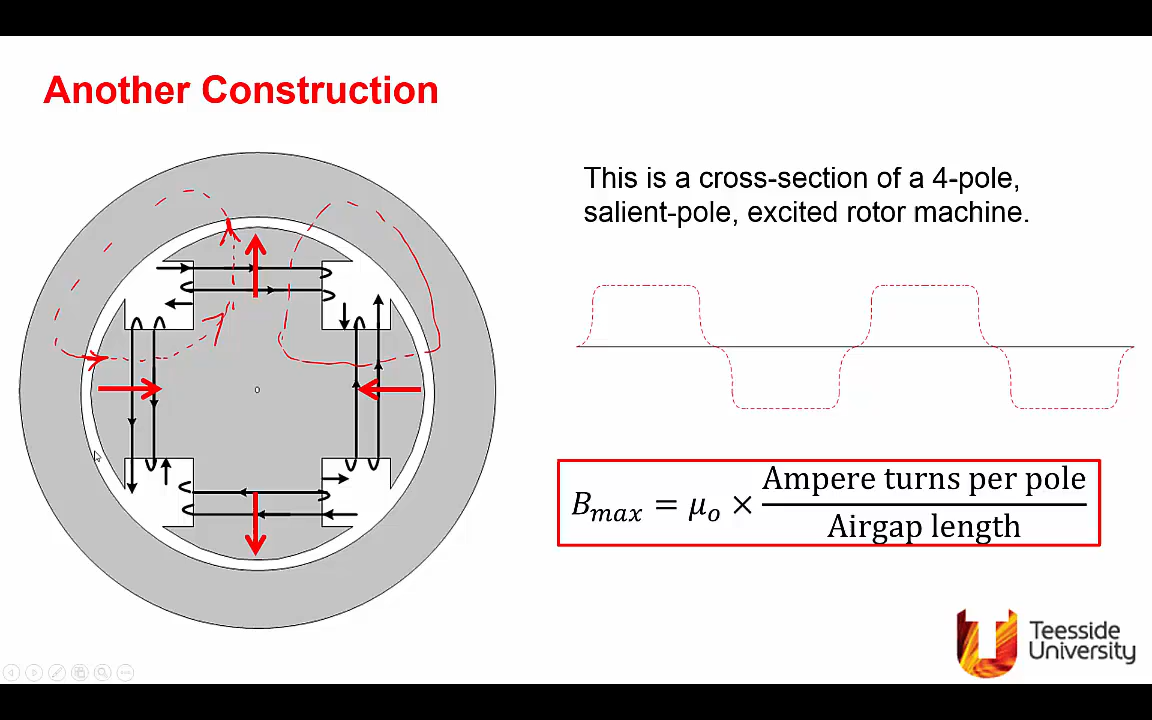 Another Construction
This is a cross-section of a 4-pole,
salient-pole, excited rotor machine.
B_max = μ_o × Ampere turns per pole / Airgap length
Teesside
University